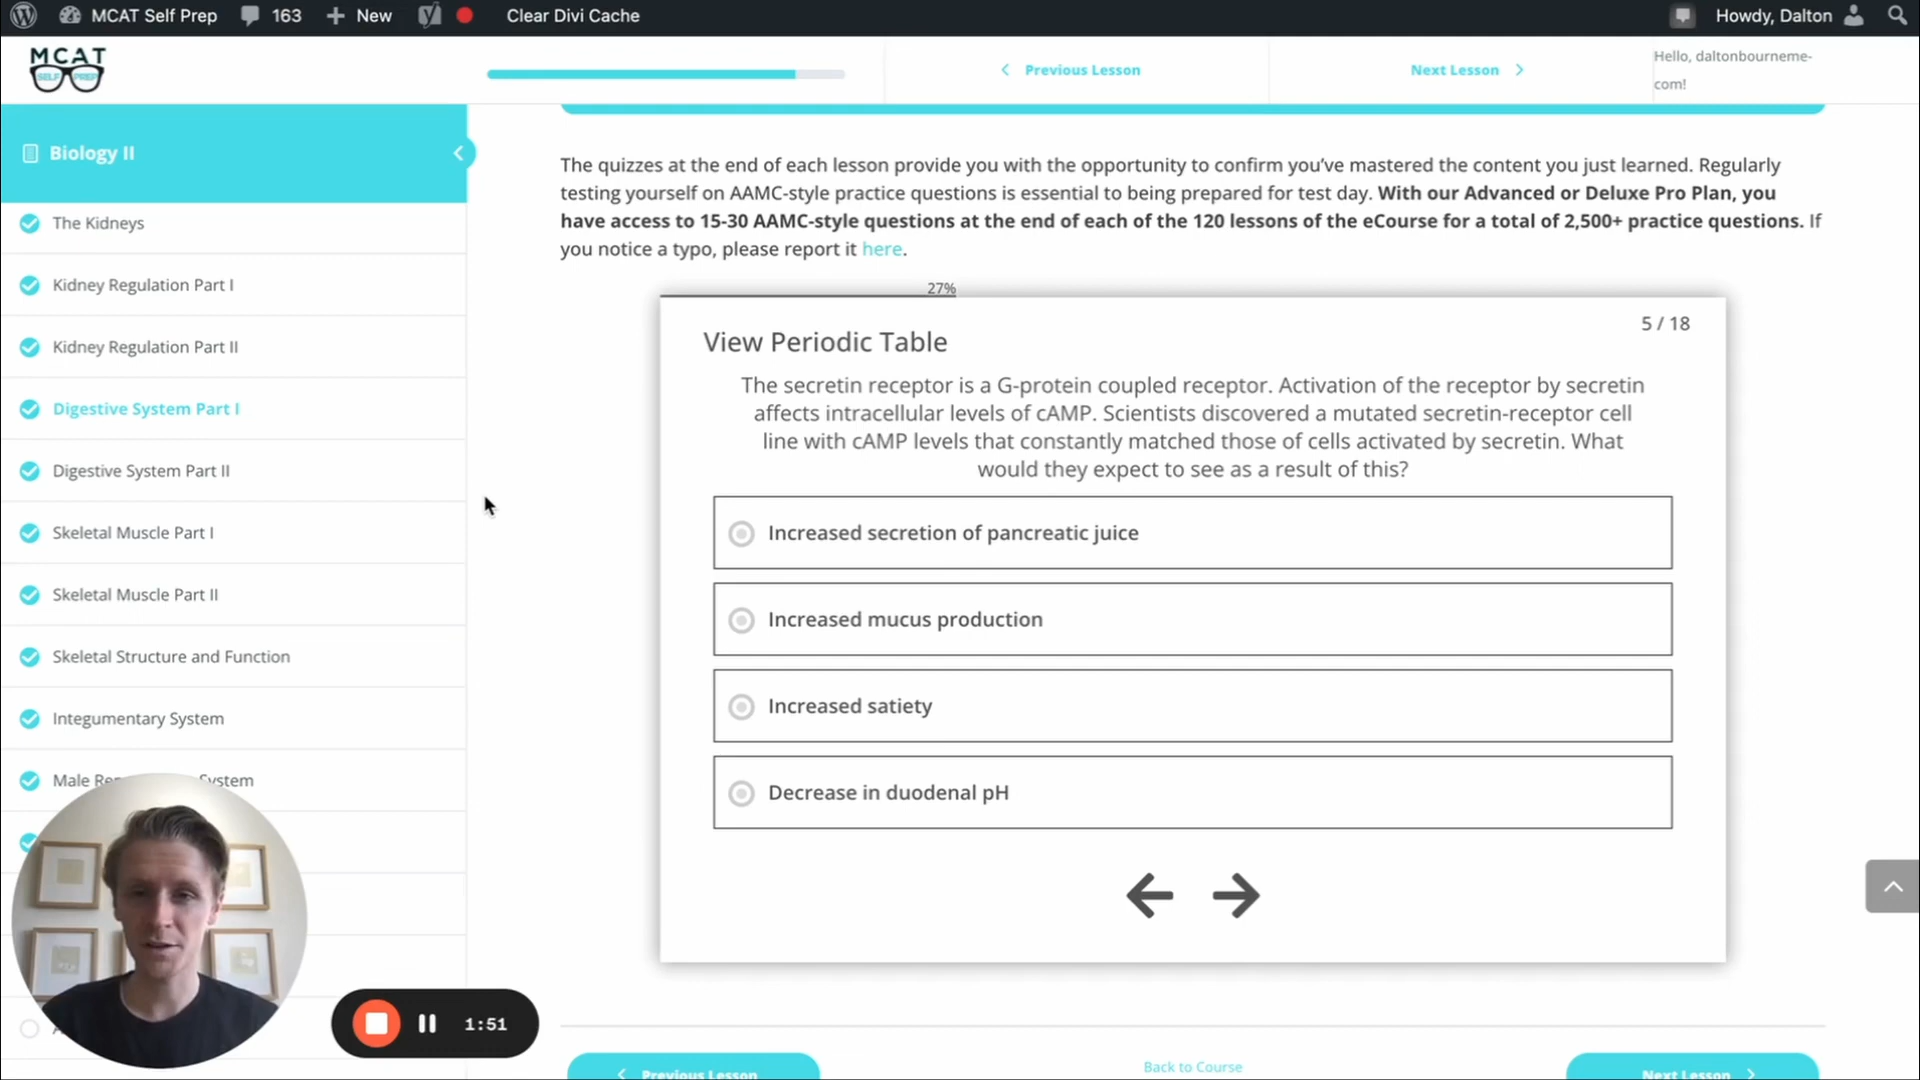 MCAT Self Prep 163 New Clear Divi Cache Howdy, Dalton
MCAT
SELF PREP
Previous Lesson
Next Lesson
Hello, daltonbourneme-
com!
Biology II
The Kidneys
Kidney Regulation Part I
Kidney Regulation Part II
Digestive System Part I
Digestive System Part II
Skeletal Muscle Part I
Skeletal Muscle Part II
Skeletal Structure and Function
Integumentary System
Male System
1:51
The quizzes at the end of each lesson provide you with the opportunity to confirm you’ve mastered the content you just learned. Regularly
testing yourself on AAMC-style practice questions is essential to being prepared for test day. With our Advanced or Deluxe Pro Plan, you
have access to 15-30 AAMC-style questions at the end of each of the 120 lessons of the eCourse for a total of 2,500+ practice questions. If
you notice a typo, please report it here.
27%
5 / 18
View Periodic Table
The secretin receptor is a G-protein coupled receptor. Activation of the receptor by secretin
affects intracellular levels of cAMP. Scientists discovered a mutated secretin-receptor cell
line with cAMP levels that constantly matched those of cells activated by secretin. What
would they expect to see as a result of this?
Increased secretion of pancreatic juice
Increased mucus production
Increased satiety
Decrease in duodenal pH
Previous Lesson
Back to Course
Next Lesson